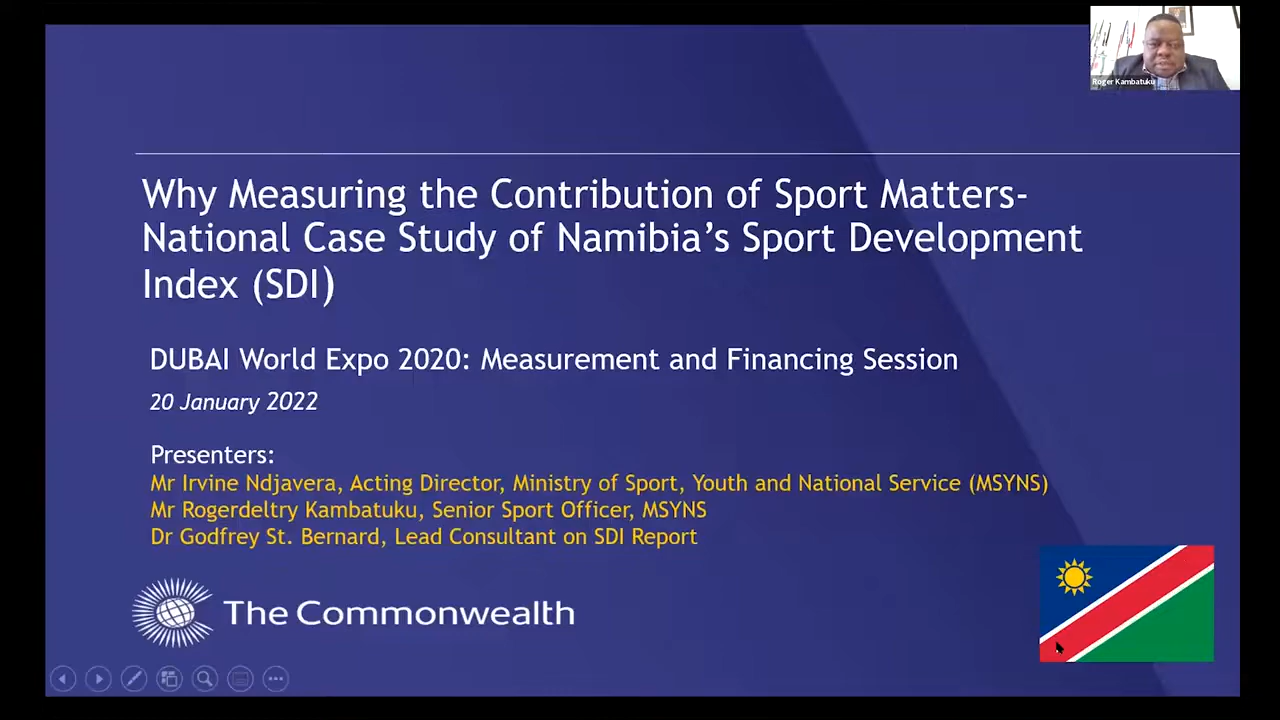 Roger Kambatuku
Why Measuring the Contribution of Sport Matters-
National Case Study of Namibia's Sport Development
Index (SDI)
DUBAI World Expo 2020: Measurement and Financing Session
20 January 2022
Presenters:
Mr Irvine Ndjavera, Acting Director, Ministry of Sport, Youth and National Service (MSYNS)
Mr Rogerdeltry Kambatuku, Senior Sport Officer, MSYNS
Dr Godfrey St. Bernard, Lead Consultant on SDI Report
The Commonwealth